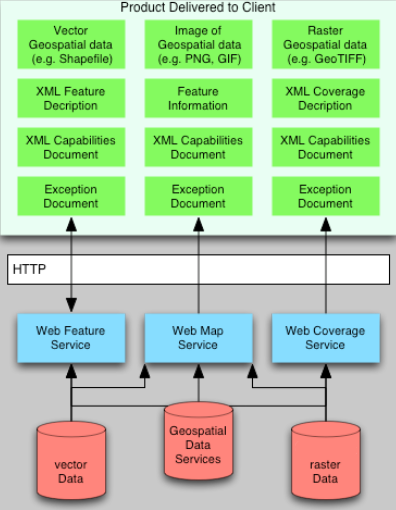 Product Delivered to Client
Vector
Geospatial data
(e.g. Shapefile)
Image of
Geospatial data
(e.g. PNG, GIF)
Raster
Geospatial data
(e.g. GeoTIFF)
XML Feature
Decription
Feature
Information
XML Coverage
Decription
XML Capabilities
Document
XML Capabilities
Document
XML Capabilities
Document
Exception
Document
Exception
Document
Exception
Document
HTTP
Web Feature
Service
Web Map
Service
Web Coverage
Service
vector
Data
Geospatial
Data
Services
raster
Data